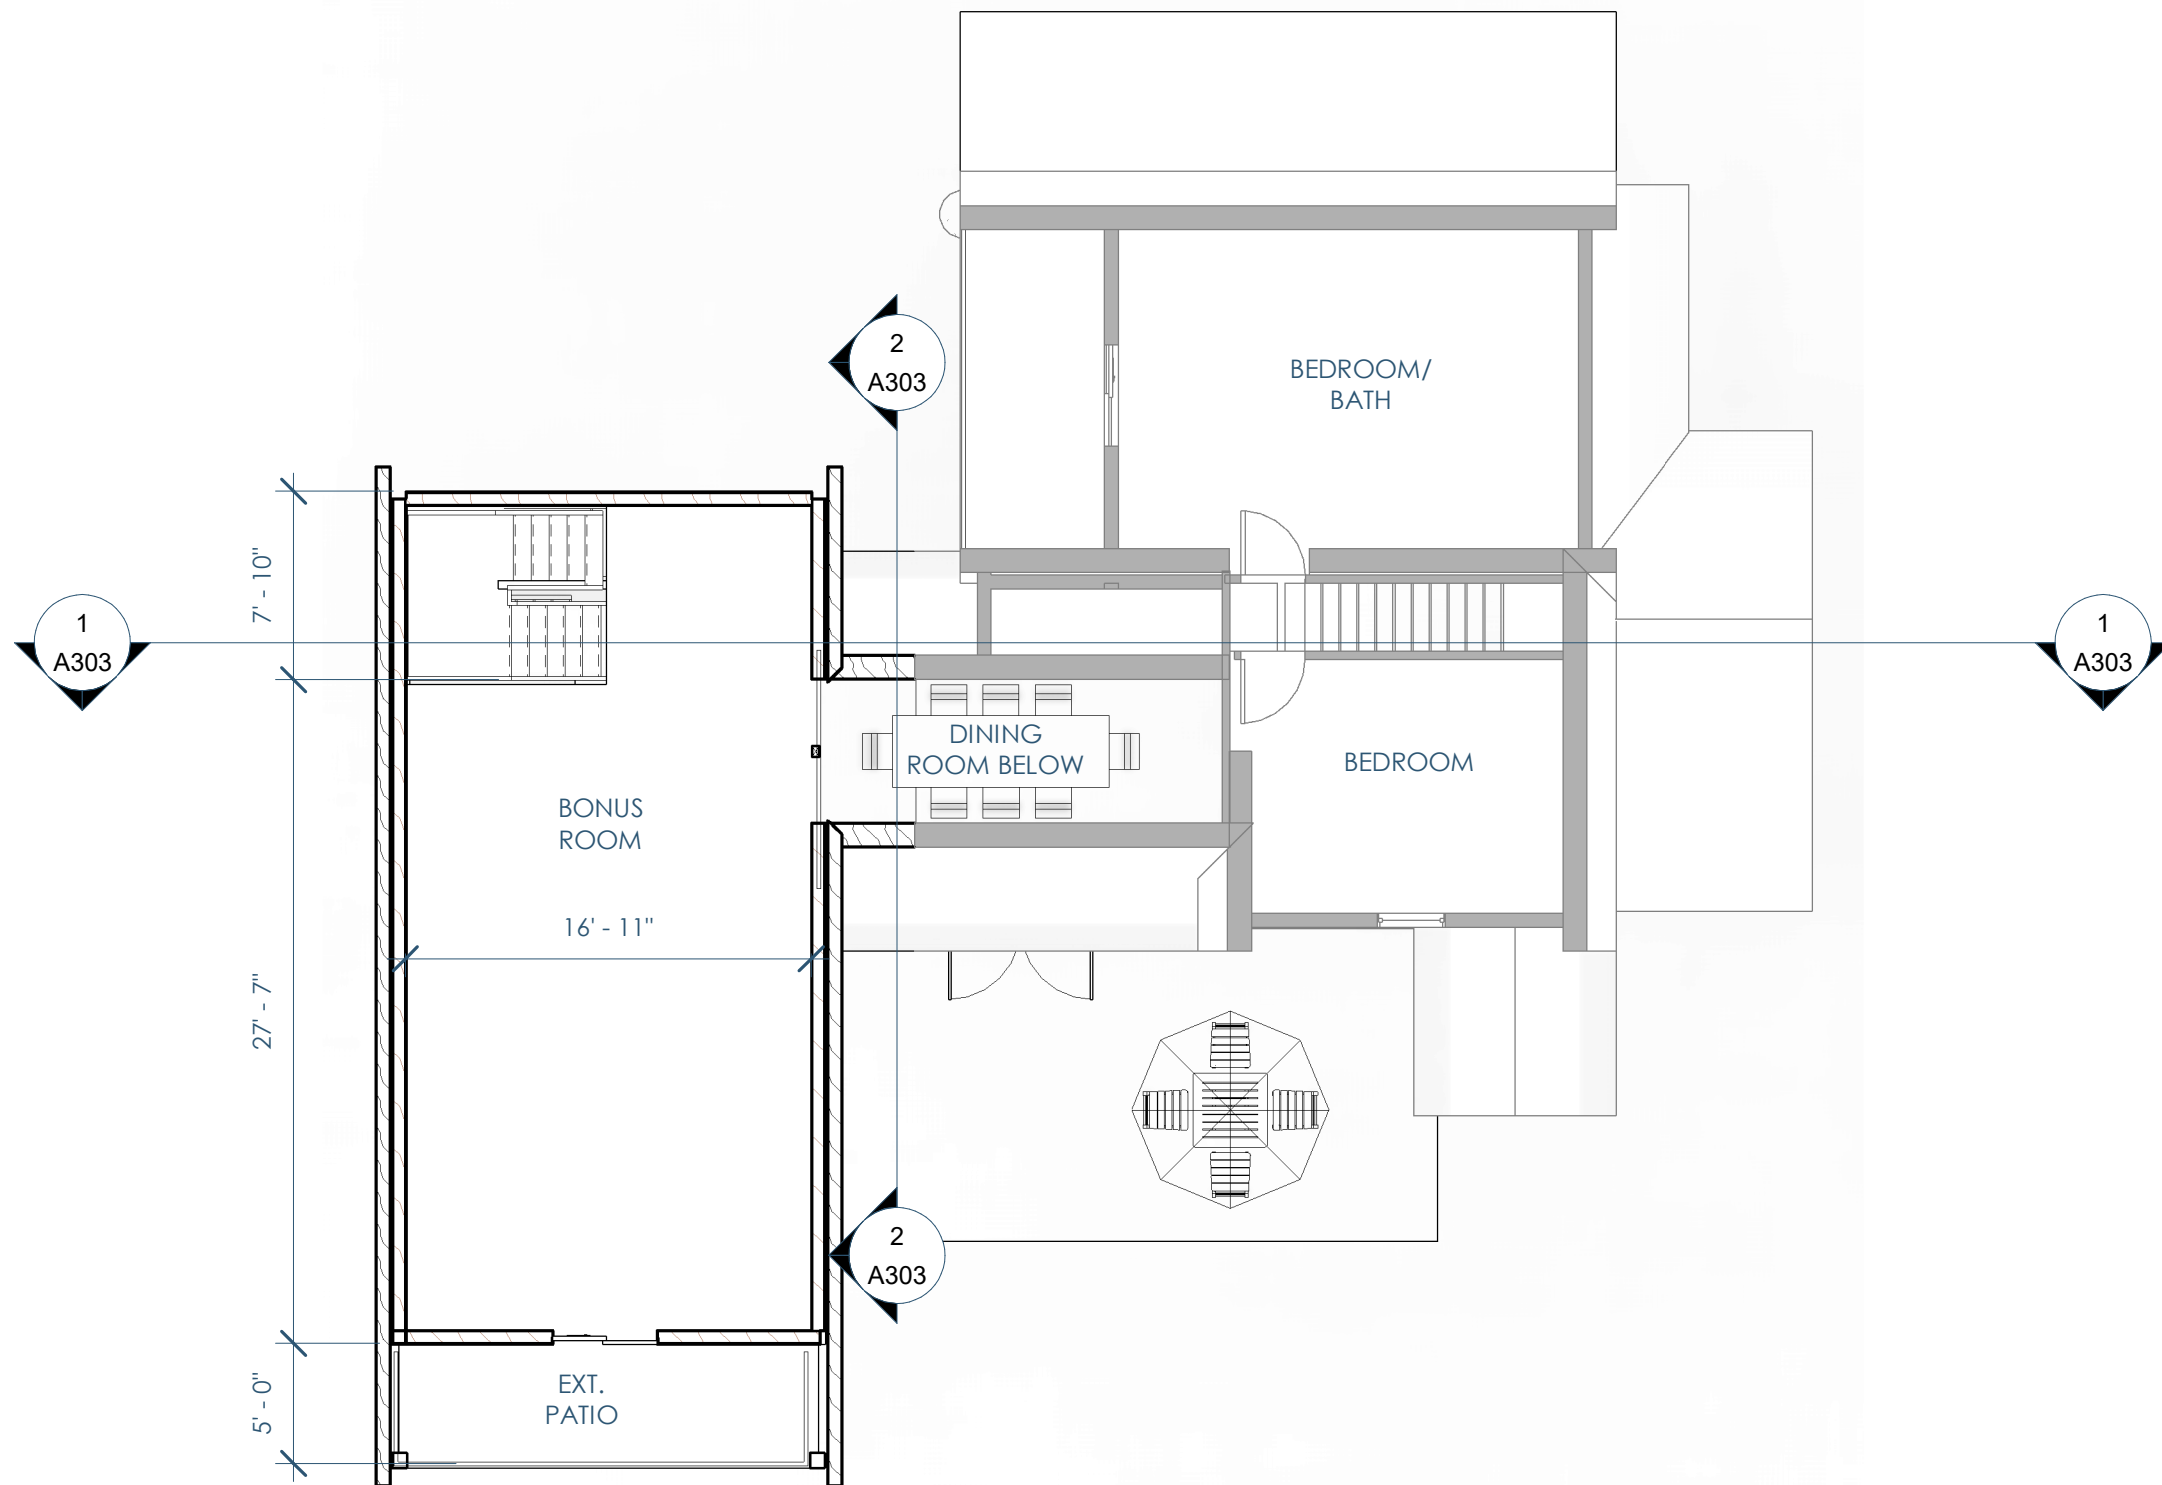 2
A303
BEDROOM/
BATH
7' - 10"
1
A303
1
A303
DINING
ROOM BELOW
BEDROOM
BONUS
ROOM
16' - 11"
27' - 7"
2
A303
EXT.
PATIO
5' - 0"